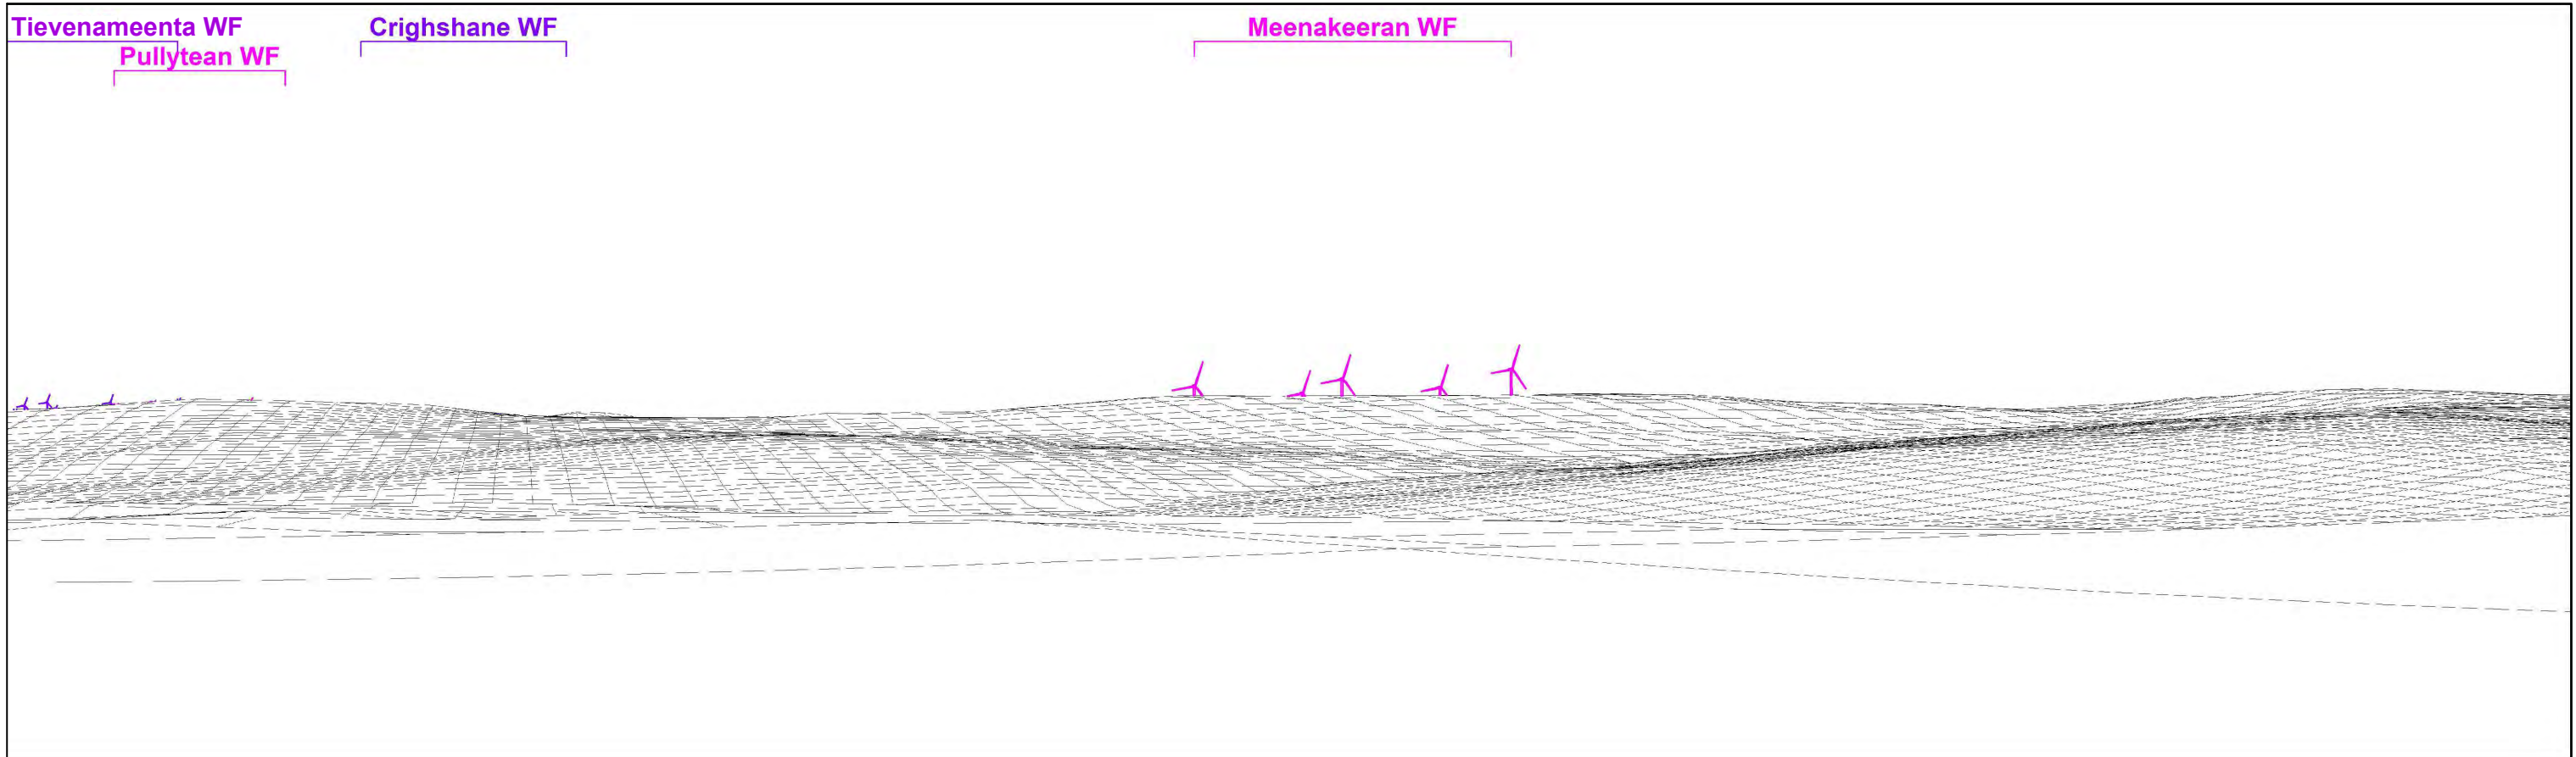 Tievenameenta WF
Crighshane WF
Meenakeeran WF
Pullytean WF